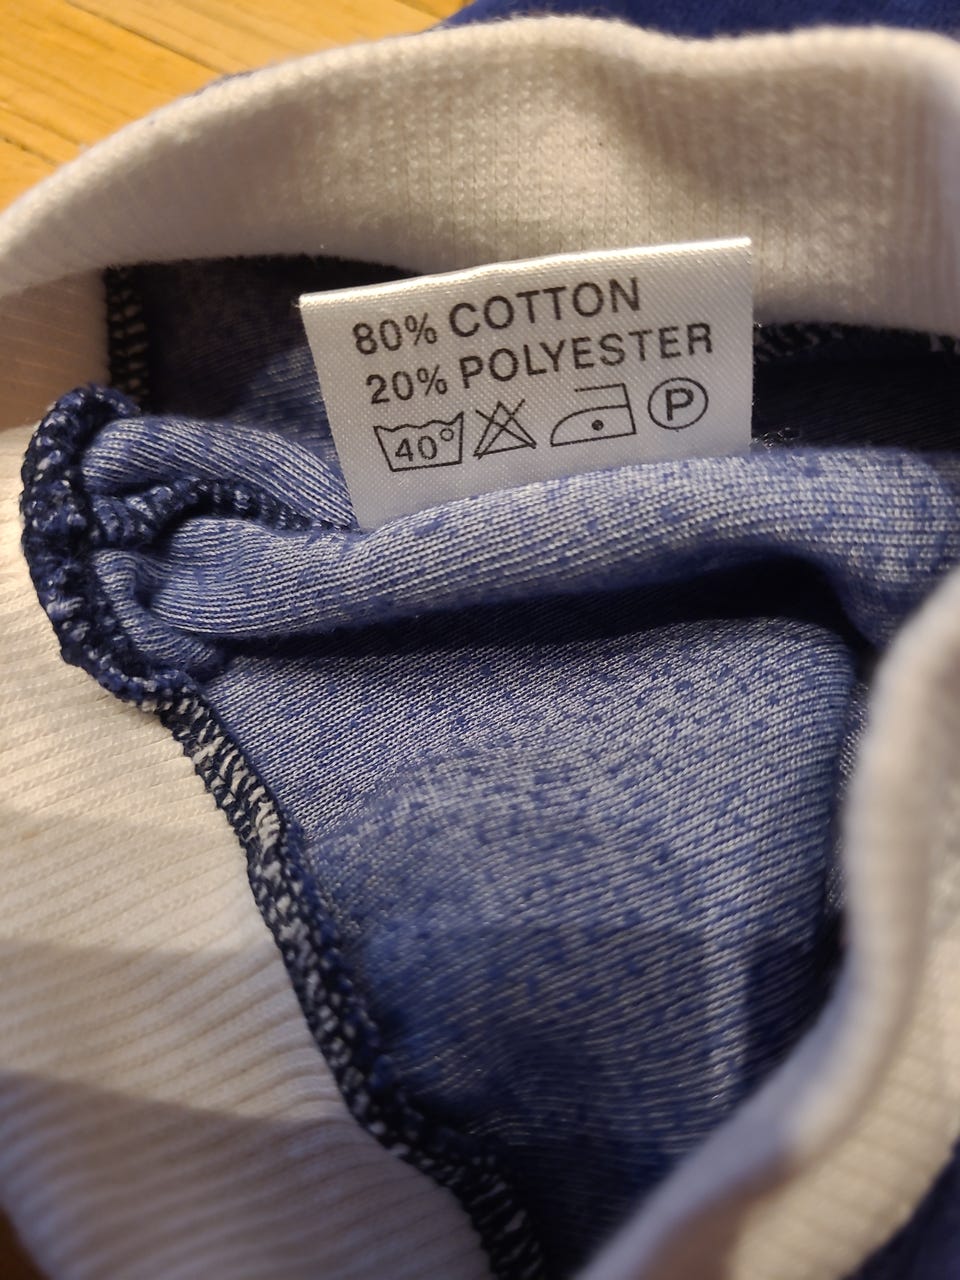 80% COTTON
20% POLYESTER
40° P